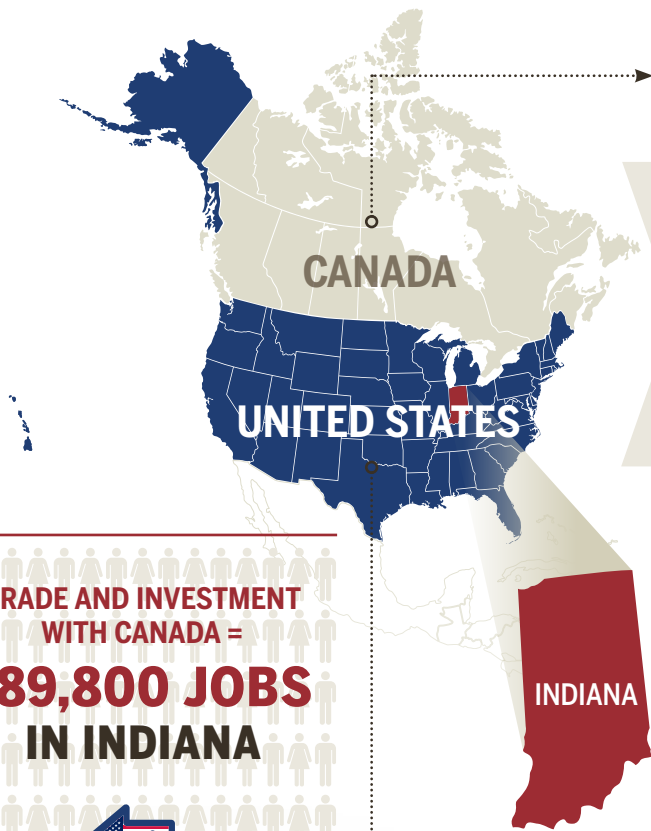 CANADA
UNITED STATES
RADE AND INVESTMENT
WITH CANADA =
89,800 JOBS
IN INDIANA
INDIANA